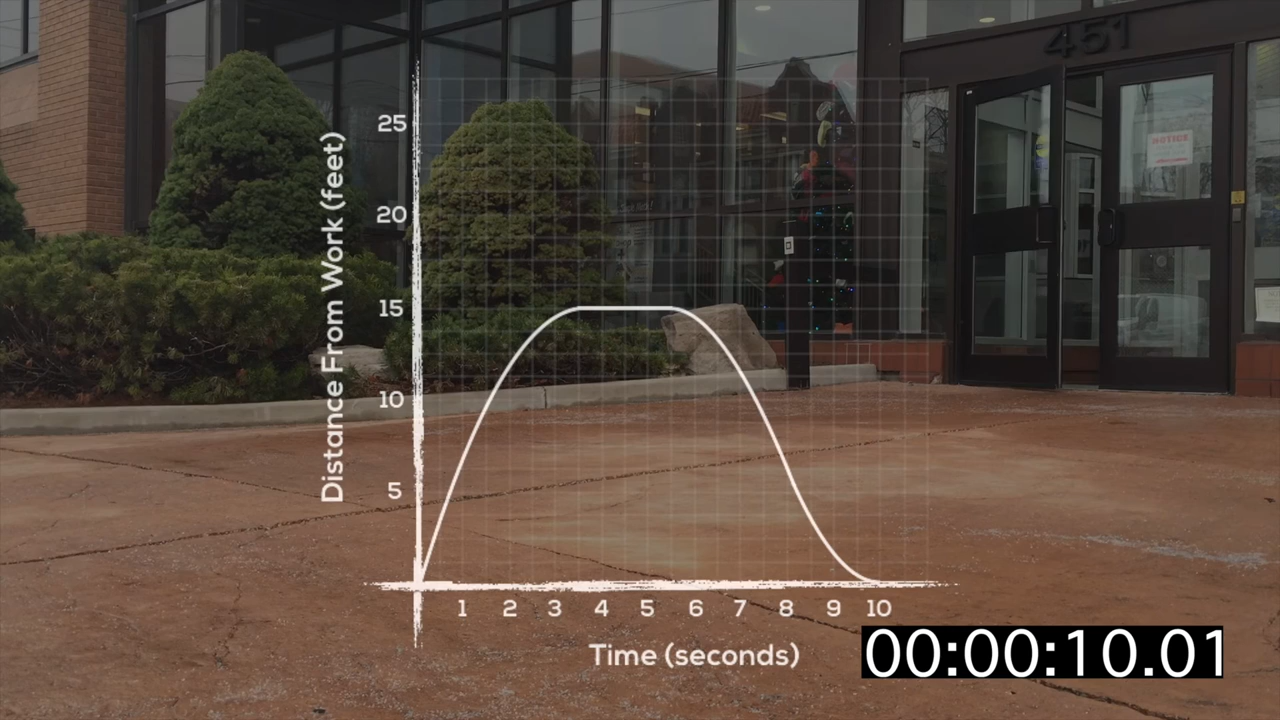 451
NOTICE
25
20
15
10
5
Distance From Work (feet)
1 2 3 4 5 6 7 8 9 10
Time (seconds)
00:00:10.01